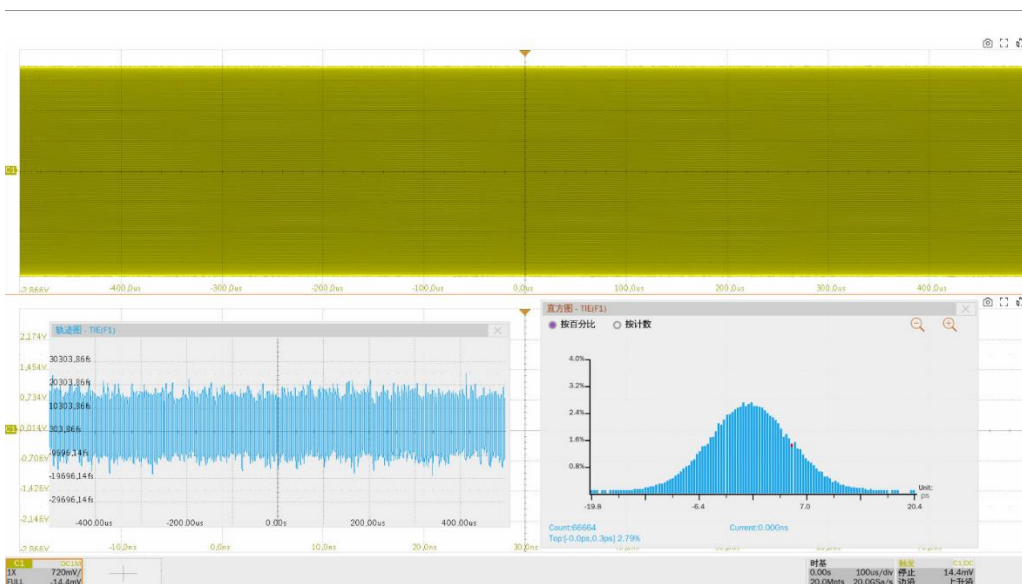 C1
-2,866V -400,0us -300,0us -200,0us -100,0us 0,0us 100,0us 200,0us 300,0us 400,0us
轨迹图 - TIE(F1)
直方图 - TIE(F1)
按百分比 按计数
2,174V
1,454V
0,734V
C1 0,014V
-0,706V
-1,426V
-2,146V
-2,866V
30303,86fs
20303,86fs
10303,86fs
303,86fs
-9696,14fs
-19696,14fs
-29696,14fs
-400.00us -200.00us 0.00s 200.00us 400.00us
4.0%
3.2%
2.4%
1.6%
0.8%
-19.8 -6.4 7.0 20.4
Unit:
ps
Count:66664 Current:0.000ns
Top:[-0.0ps,0.3ps] 2.79%
-10,0ns 0,0ns 10,0ns 20,0ns 30,0ns
C1 DC1M
1X 720mV/
FULL -14.4mV
时基
0.00s 100us/div
20.0Mpts 20.0GSa/s
触发 C1:DC
停止 14.4mV
边沿 上升沿